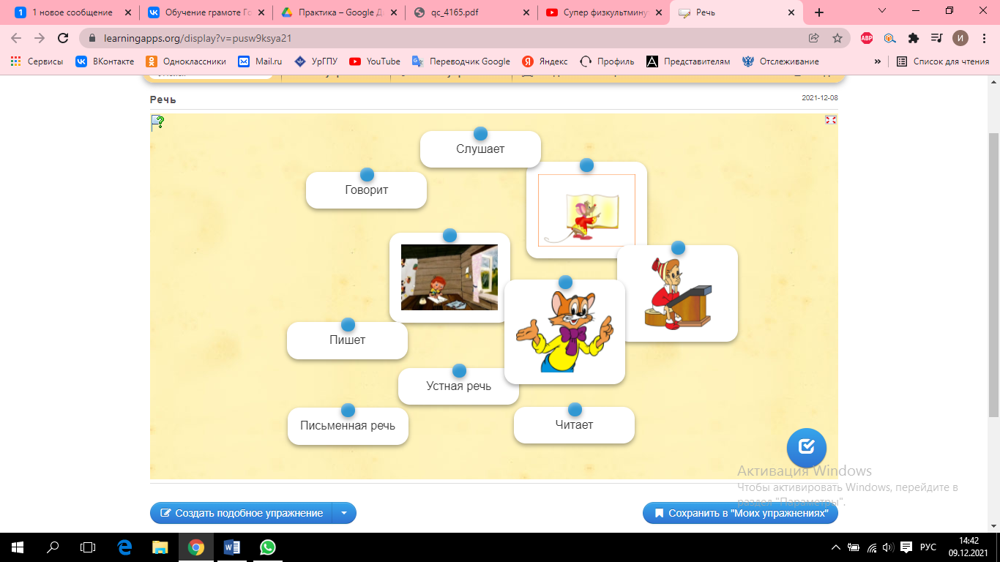 1 новое сообщение
Обучение грамоте Го
Практика – Google Д
qc_4165.pdf
Супер физкультмину
Речь
learningapps.org/display?v=pusw9ksya21
ABP
И
Сервисы
ВКонтакте
Одноклассники
Mail.ru
УрГПУ
YouTube
Переводчик Google
Яндекс
Профиль
Представителям
Отслеживание
»
Список для чтения
Речь
2021-12-08
Слушает
Говорит
Пишет
Устная речь
Письменная речь
Читает
Активация Windows
Чтобы активировать Windows, перейдите в
раздел "Параметры".
Создать подобное упражнение
Сохранить в "Моих упражнениях"
РУС
14:42
09.12.2021